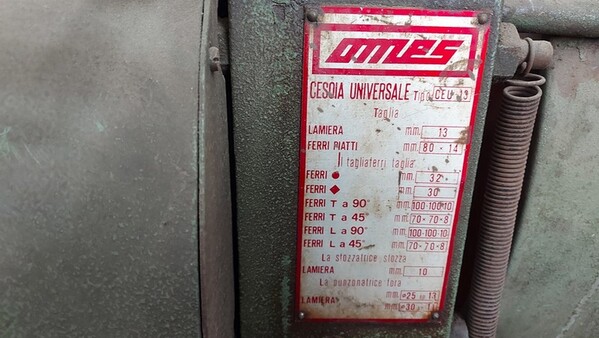 OMES
CESOIA UNIVERSALE Tipo CEU 13
Taglia
LAMIERA mm. 13
FERRI PIATTI mm. 80 - 14
Il tagliaferri taglia
FERRI ● mm. 32
FERRI ◆ mm. 30
FERRI T a 90° mm. 100-100-10
FERRI T a 45° mm. 70-70-8
FERRI L a 90° mm. 100-100-10
FERRI L a 45° mm. 70-70-8
La stozzatrice stozza
LAMIERA mm. 10
La punzonatrice fora
LAMIERA mm. ø25 13
mm. ø30